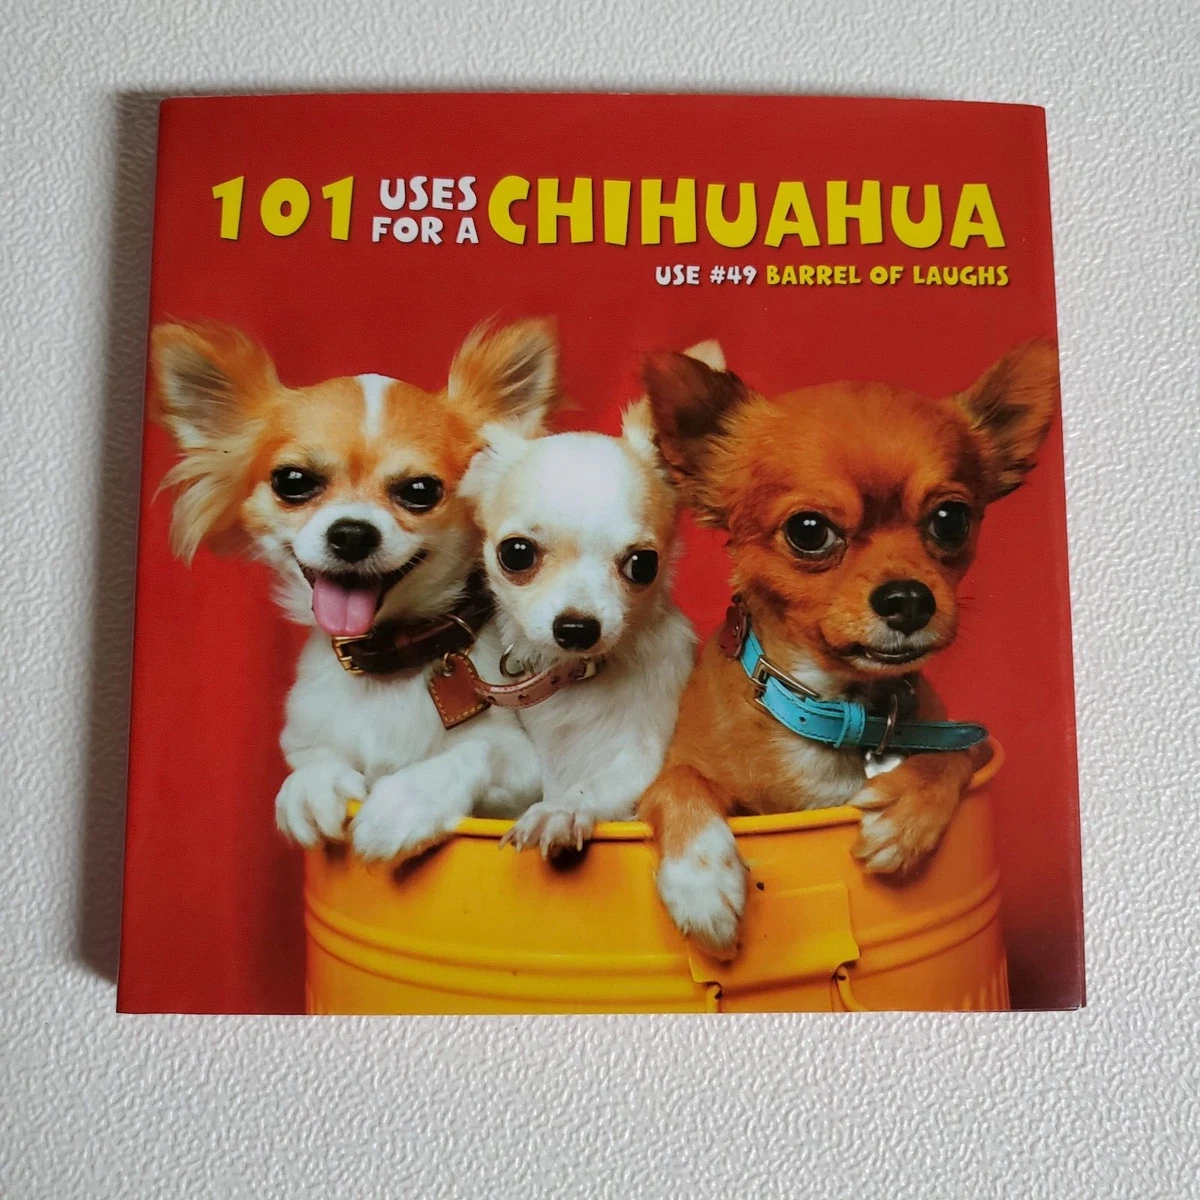 101 USES FOR A CHIHUAHUA
USE #49 BARREL OF LAUGHS